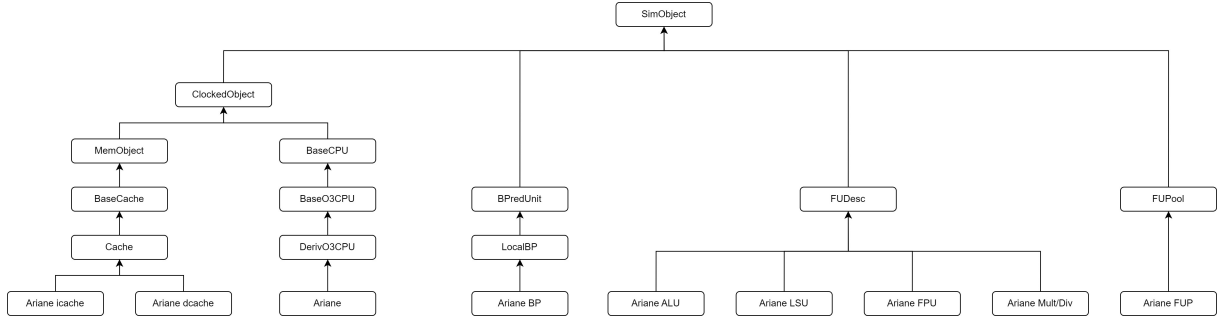 SimObject
ClockedObject
MemObject
BaseCPU
BaseCache
BaseO3CPU
BPredUnit
FUDesc
FUPool
Cache
DerivO3CPU
LocalBP
Ariane icache
Ariane dcache
Ariane
Ariane BP
Ariane ALU
Ariane LSU
Ariane FPU
Ariane Mult/Div
Ariane FUP